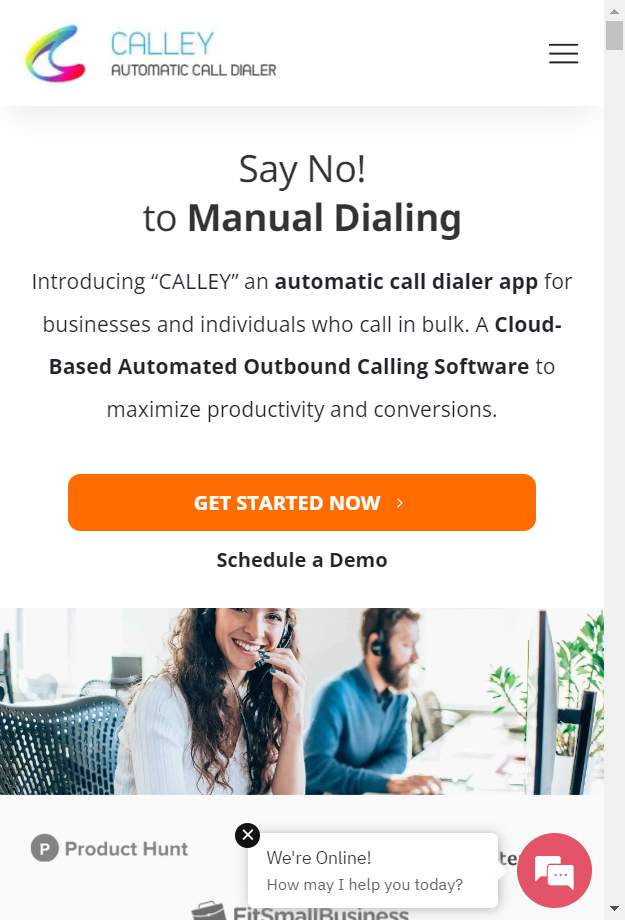 CALLEY
AUTOMATIC CALL DIALER
Say No!
to Manual Dialing
Introducing “CALLEY” an automatic call dialer app for
businesses and individuals who call in bulk. A Cloud-
Based Automated Outbound Calling Software to
maximize productivity and conversions.
GET STARTED NOW
Schedule a Demo
P Product Hunt
We're Online!
How may I help you today?
FitSmallBusiness